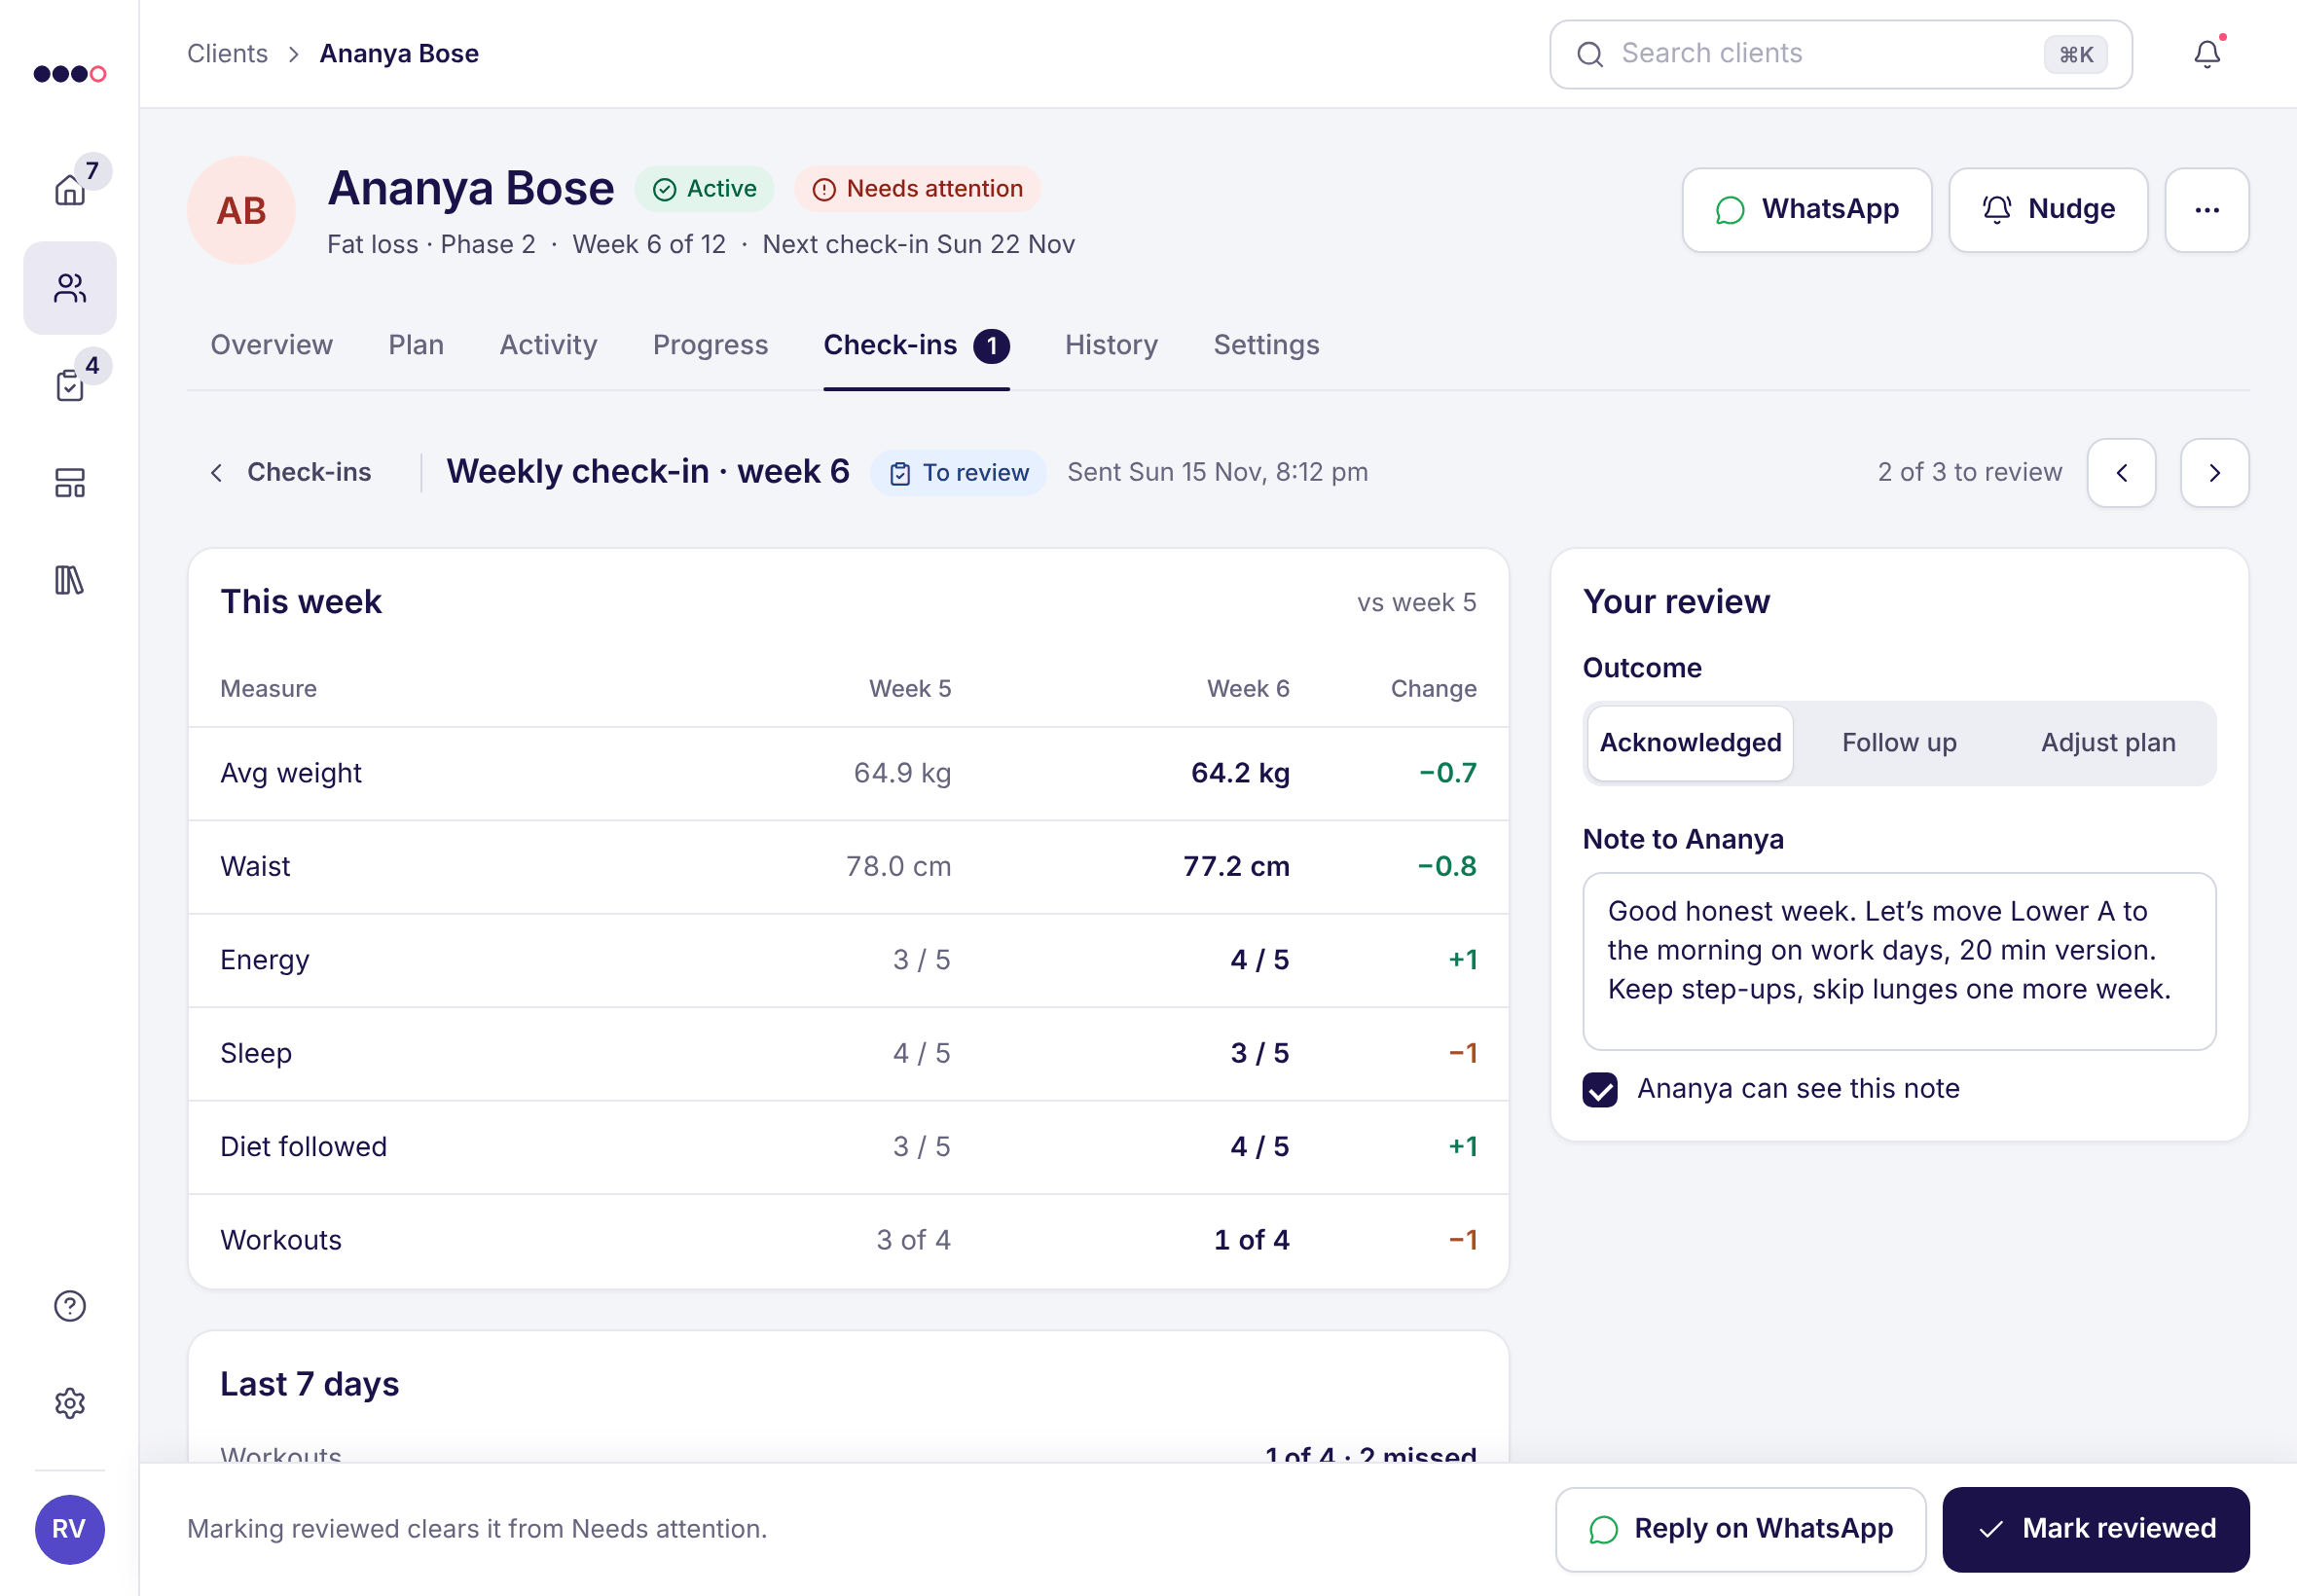 Clients > Ananya Bose
Search clients
⌘K
7
4
AB
Ananya Bose
Active
Needs attention
Fat loss · Phase 2 · Week 6 of 12 · Next check-in Sun 22 Nov
WhatsApp
Nudge
Overview
Plan
Activity
Progress
Check-ins 1
History
Settings
Check-ins
Weekly check-in · week 6
To review
Sent Sun 15 Nov, 8:12 pm
2 of 3 to review
This week
vs week 5
Measure Week 5 Week 6 Change
Avg weight 64.9 kg 64.2 kg −0.7
Waist 78.0 cm 77.2 cm −0.8
Energy 3 / 5 4 / 5 +1
Sleep 4 / 5 3 / 5 −1
Diet followed 3 / 5 4 / 5 +1
Workouts 3 of 4 1 of 4 −1
Your review
Outcome
Acknowledged
Follow up
Adjust plan
Note to Ananya
Good honest week. Let’s move Lower A to
the morning on work days, 20 min version.
Keep step-ups, skip lunges one more week.
Ananya can see this note
Last 7 days
Workouts 1 of 4 · 2 missed
RV
Marking reviewed clears it from Needs attention.
Reply on WhatsApp
Mark reviewed